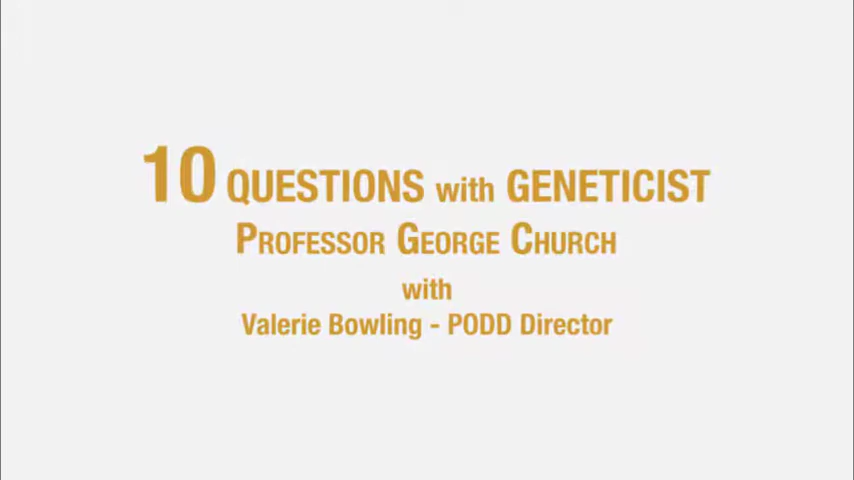 10 QUESTIONS with GENETICIST
PROFESSOR GEORGE CHURCH
with
Valerie Bowling - PODD Director